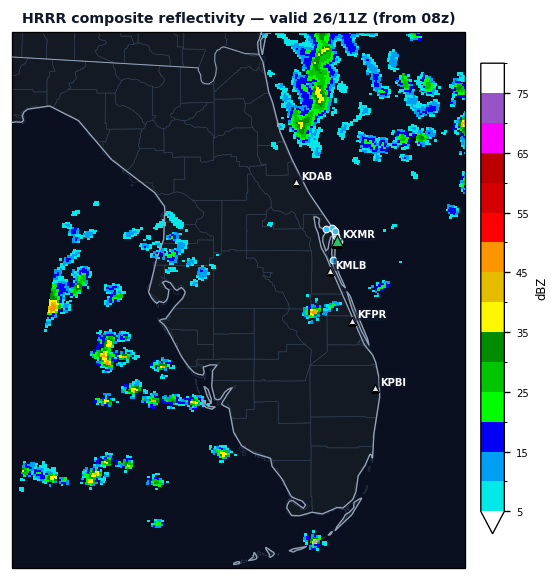 HRRR composite reflectivity — valid 26/11Z (from 08z)
KDAB
KXMR
KMLB
KFPR
KPBI
75
65
55
45
35
25
15
5
dBZ